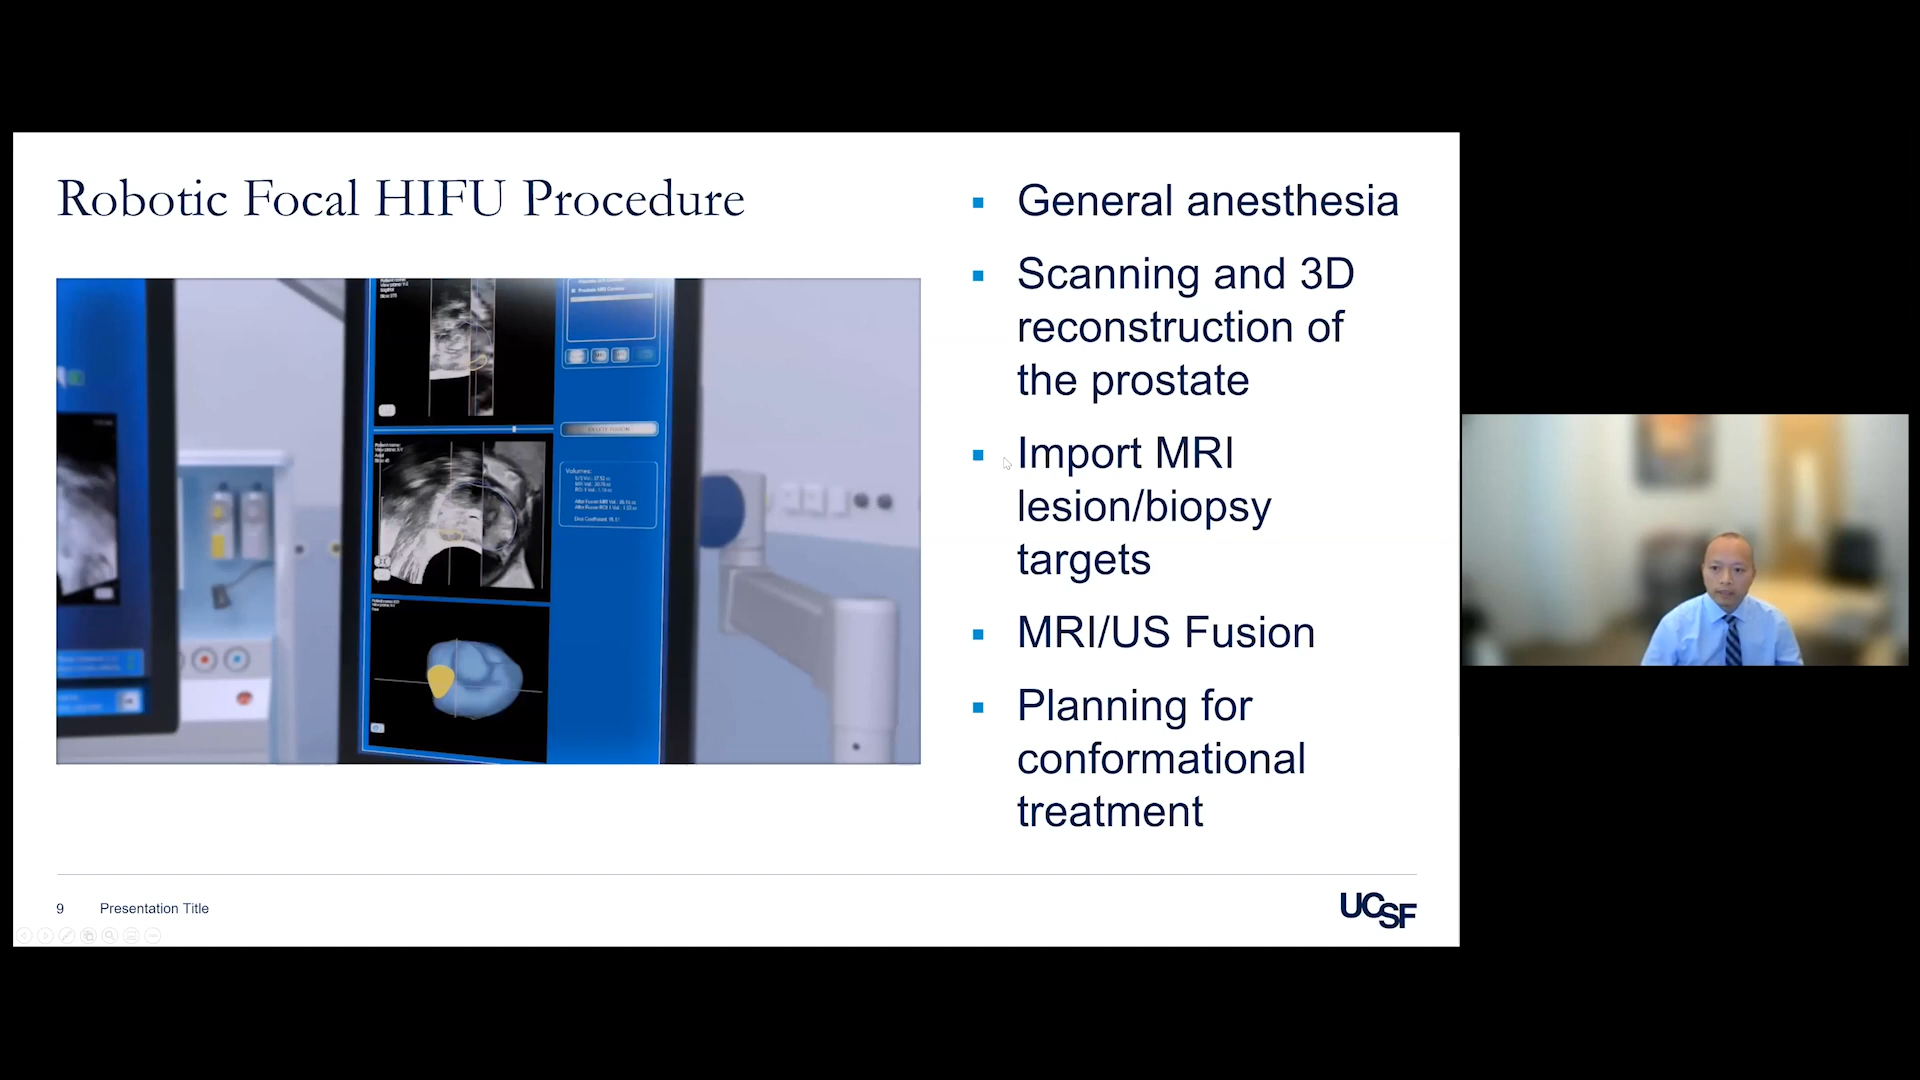 Robotic Focal HIFU Procedure
General anesthesia
Scanning and 3D
reconstruction of
the prostate
Import MRI
lesion/biopsy
targets
MRI/US Fusion
Planning for
conformational
treatment
Volumes:
9 Presentation Title
UCSF